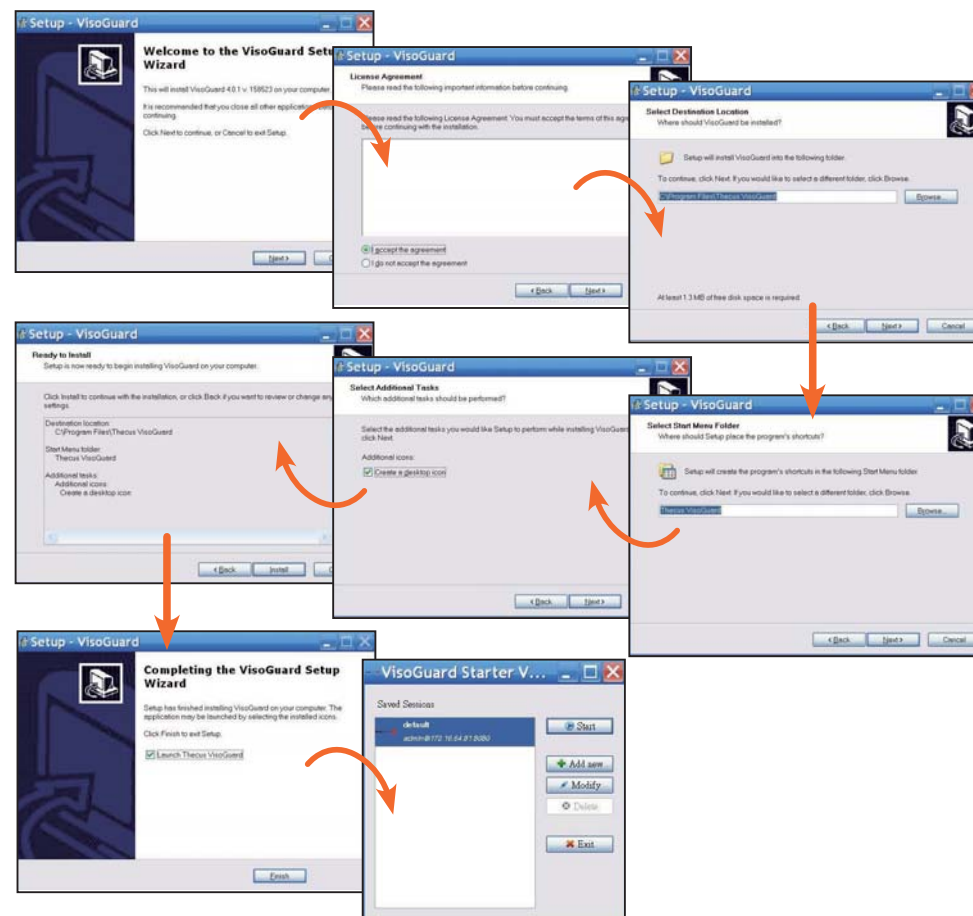 Setup - VisoGuard
Welcome to the VisoGuard Setup
Wizard
This will install VisoGuard 4.0.1 v. 158523 on your computer.
It is recommended that you close all other applications
continuing.
Click Next to continue, or Cancel to exit Setup.
Next >
Setup - VisoGuard
License Agreement
Please read the following important information before continuing.
Please read the following License Agreement. You must accept the terms of this
before continuing with the installation.
I accept the agreement
I do not accept the agreement
< Back
Next >
Setup - VisoGuard
Select Destination Location
Where should VisoGuard be installed?
Setup will install VisoGuard into the following folder.
To continue, click Next. If you would like to select a different folder, click Browse.
C:\Program Files\Thecus VisoGuard
Browse...
At least 1.3 MB of free disk space is required.
< Back
Next >
Cancel
Setup - VisoGuard
Select Start Menu Folder
Where should Setup place the program's shortcuts?
Setup will create the program's shortcuts in the following Start Menu folder.
To continue, click Next. If you would like to select a different folder, click Browse.
Thecus VisoGuard
Browse...
< Back
Next >
Cancel
Setup - VisoGuard
Select Additional Tasks
Which additional tasks should be performed?
Select the additional tasks you would like Setup to perform while installing VisoGuard
click Next.
Additional icons:
Create a desktop icon
< Back
Next >
Setup - VisoGuard
Ready to Install
Setup is now ready to begin installing VisoGuard on your computer.
Click Install to continue with the installation, or click Back if you want to review or change any
settings.
Destination location:
C:\Program Files\Thecus VisoGuard
Start Menu folder:
Thecus VisoGuard
Additional tasks:
Additional icons:
Create a desktop icon
< Back
Install
Setup - VisoGuard
Completing the VisoGuard Setup
Wizard
Setup has finished installing VisoGuard on your computer. The
application may be launched by selecting the installed icons.
Click Finish to exit Setup.
Launch Thecus VisoGuard
Finish
VisoGuard Starter V...
Saved Sessions
default
admin@172.16.64.81:8080
Start
Add new
Modify
Delete
Exit